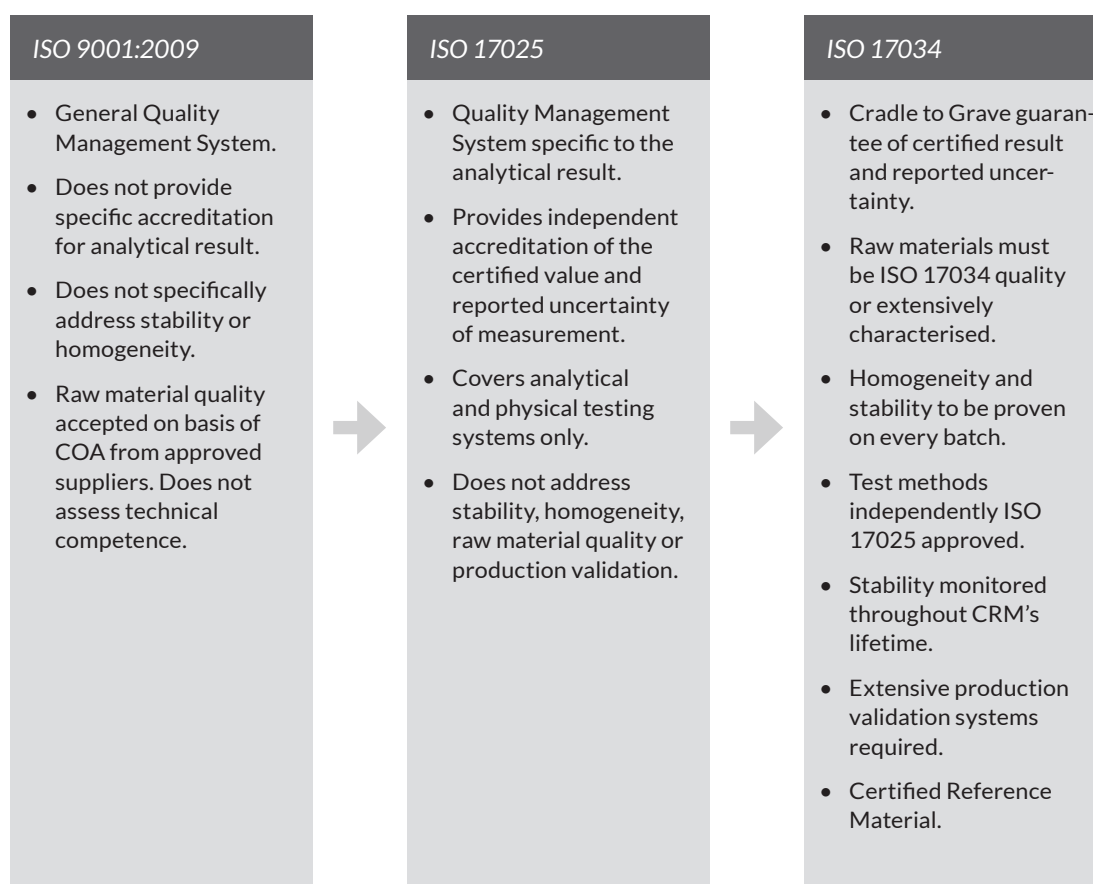 ISO 9001:2009
• General Quality
Management System.
• Does not provide
specific accreditation
for analytical result.
• Does not specifically
address stability or
homogeneity.
• Raw material quality
accepted on basis of
COA from approved
suppliers. Does not
assess technical
competence.
ISO 17025
• Quality Management
System specific to the
analytical result.
• Provides independent
accreditation of the
certified value and
reported uncertainty
of measurement.
• Covers analytical
and physical testing
systems only.
• Does not address
stability, homogeneity,
raw material quality or
production validation.
ISO 17034
• Cradle to Grave guaran-
tee of certified result
and reported uncer-
tainty.
• Raw materials must
be ISO 17034 quality
or extensively
characterised.
• Homogeneity and
stability to be proven
on every batch.
• Test methods
independently ISO
17025 approved.
• Stability monitored
throughout CRM’s
lifetime.
• Extensive production
validation systems
required.
• Certified Reference
Material.